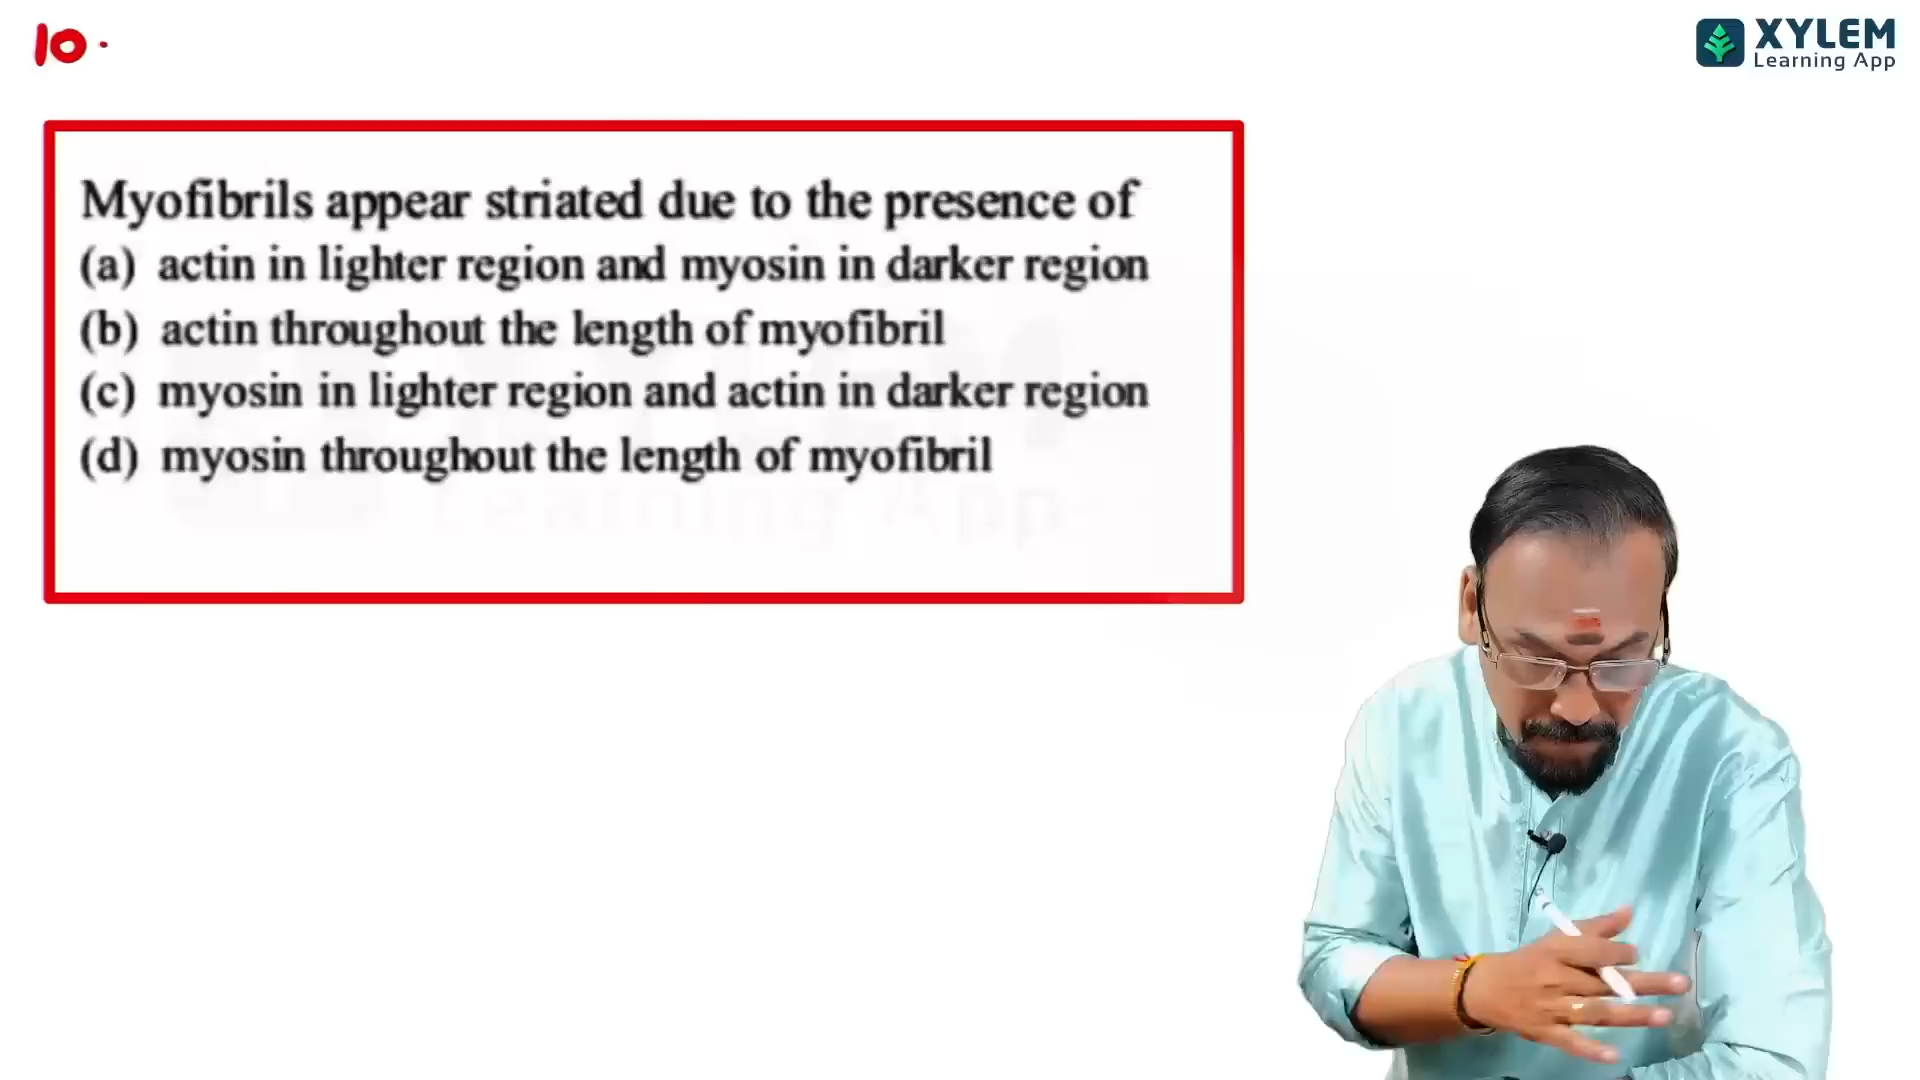 10.
XYLEM
Learning App
Myofibrils appear striated due to the presence of
(a) actin in lighter region and myosin in darker region
(b) actin throughout the length of myofibril
(c) myosin in lighter region and actin in darker region
(d) myosin throughout the length of myofibril
Learning App